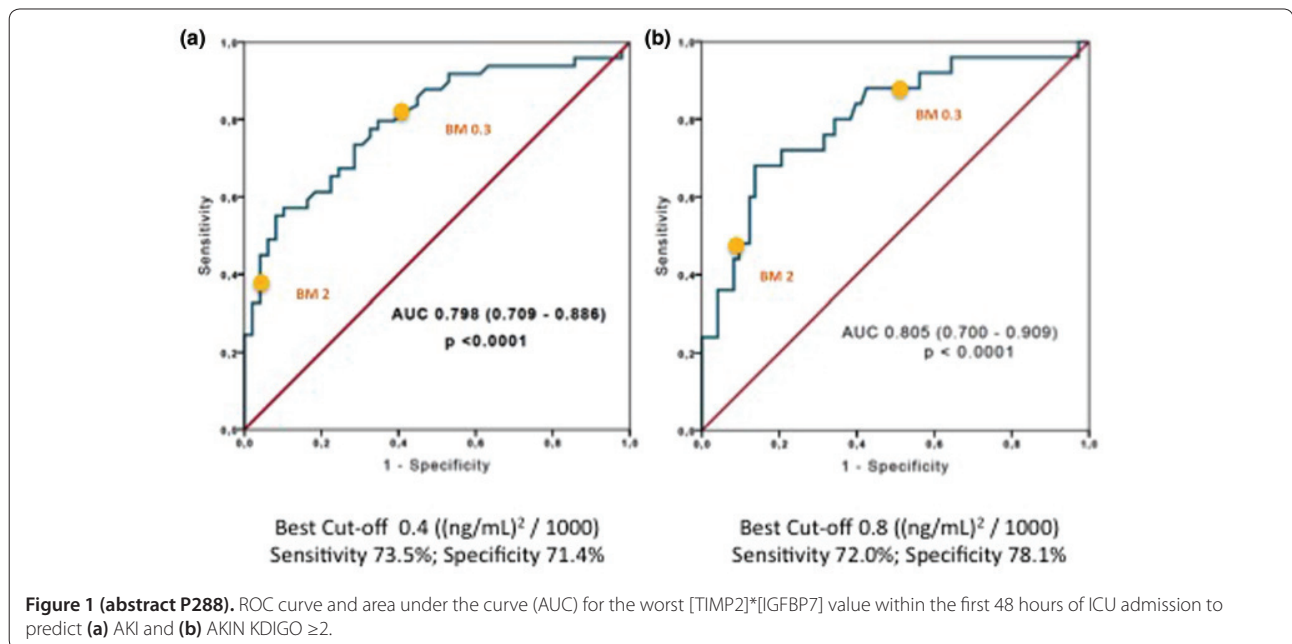 (a)
1,0
0,8
0,6
0,4
0,2
0,0
Sensitivity
BM 0.3
BM 2
AUC 0.798 (0.709 - 0.886)
p <0.0001
0,0 0,2 0,4 0,6 0,8 1,0
1 - Specificity
Best Cut-off 0.4 ((ng/mL)² / 1000)
Sensitivity 73.5%; Specificity 71.4%
(b)
1,0
0,8
0,6
0,4
0,2
0,0
Sensitivity
BM 0.3
BM 2
AUC 0.805 (0.700 - 0.909)
p < 0.0001
0,0 0,2 0,4 0,6 0,8 1,0
1 - Specificity
Best Cut-off 0.8 ((ng/mL)² / 1000)
Sensitivity 72.0%; Specificity 78.1%
Figure 1 (abstract P288). ROC curve and area under the curve (AUC) for the worst [TIMP2]*[IGFBP7] value within the first 48 hours of ICU admission to
predict (a) AKI and (b) AKIN KDIGO ≥2.